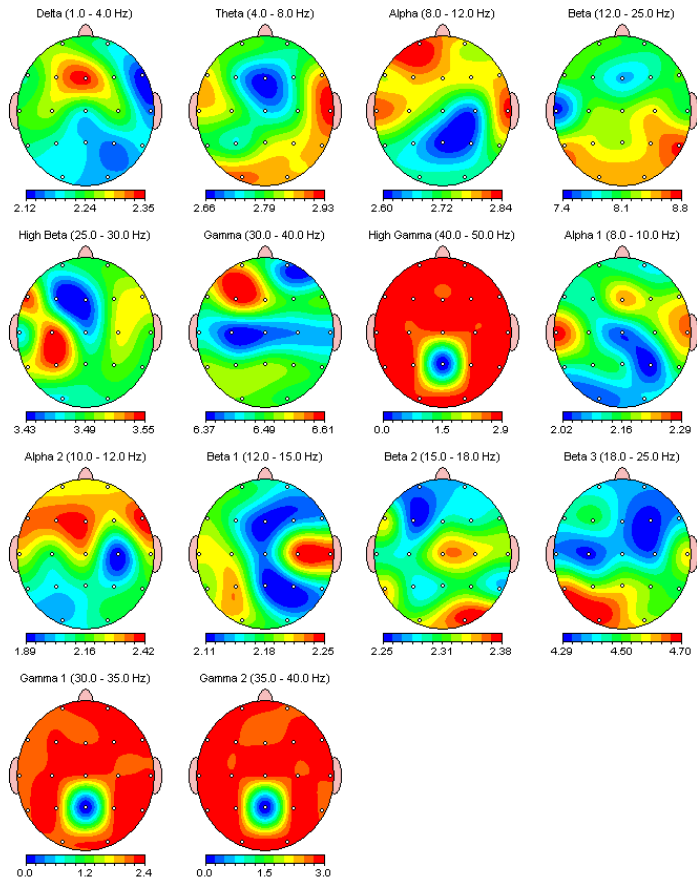 Delta (1.0 - 4.0 Hz) Theta (4.0 - 8.0 Hz) Alpha (8.0 - 12.0 Hz) Beta (12.0 - 25.0 Hz)
2.12 2.24 2.35 2.66 2.79 2.93 2.60 2.72 2.84 7.4 8.1 8.8
High Beta (25.0 - 30.0 Hz) Gamma (30.0 - 40.0 Hz) High Gamma (40.0 - 50.0 Hz) Alpha 1 (8.0 - 10.0 Hz)
3.43 3.49 3.55 6.37 6.49 6.61 0.0 1.5 2.9 2.02 2.16 2.29
Alpha 2 (10.0 - 12.0 Hz) Beta 1 (12.0 - 15.0 Hz) Beta 2 (15.0 - 18.0 Hz) Beta 3 (18.0 - 25.0 Hz)
1.89 2.16 2.42 2.11 2.18 2.25 2.25 2.31 2.38 4.29 4.50 4.70
Gamma 1 (30.0 - 35.0 Hz) Gamma 2 (35.0 - 40.0 Hz)
0.0 1.2 2.4 0.0 1.5 3.0